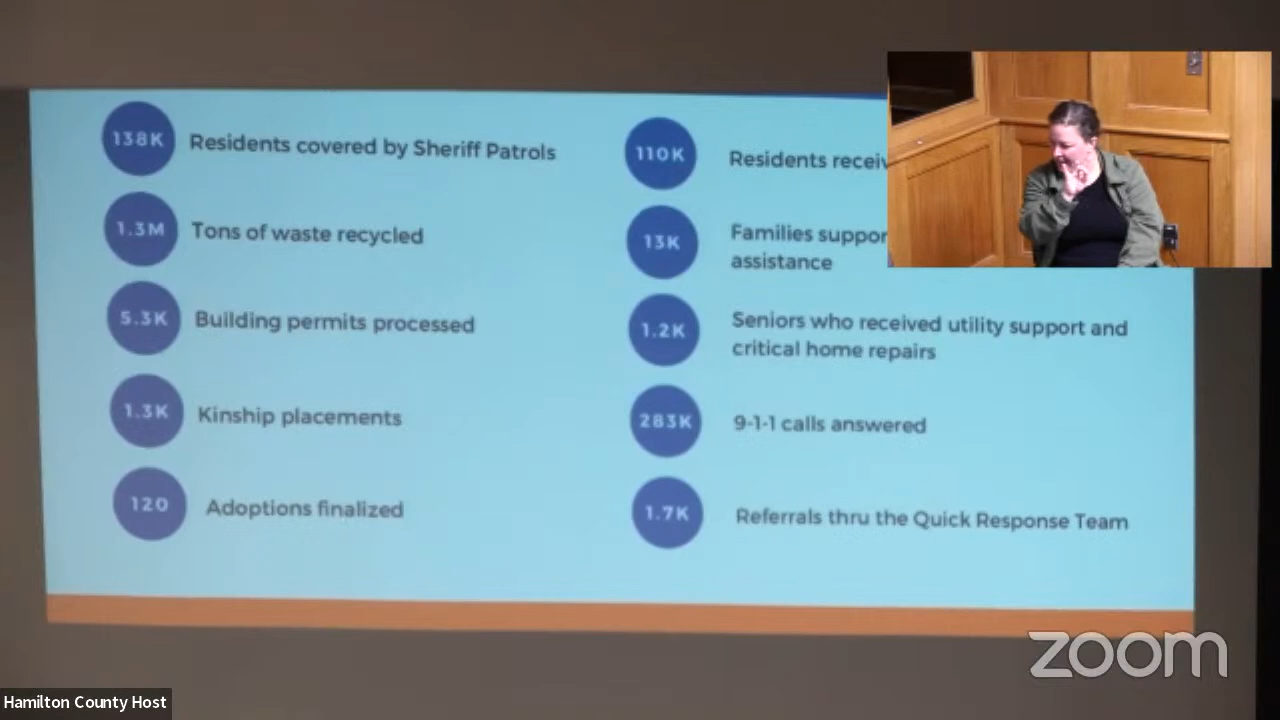 138K
Residents covered by Sheriff Patrols
1.3M
Tons of waste recycled
5.3K
Building permits processed
1.3K
Kinship placements
120
Adoptions finalized
110K
Residents
13K
Families
assistance
1.2K
Seniors who received utility support and
critical home repairs
283K
9-1-1 calls answered
1.7K
Referrals thru the Quick Response Team
zoom
Hamilton County Host